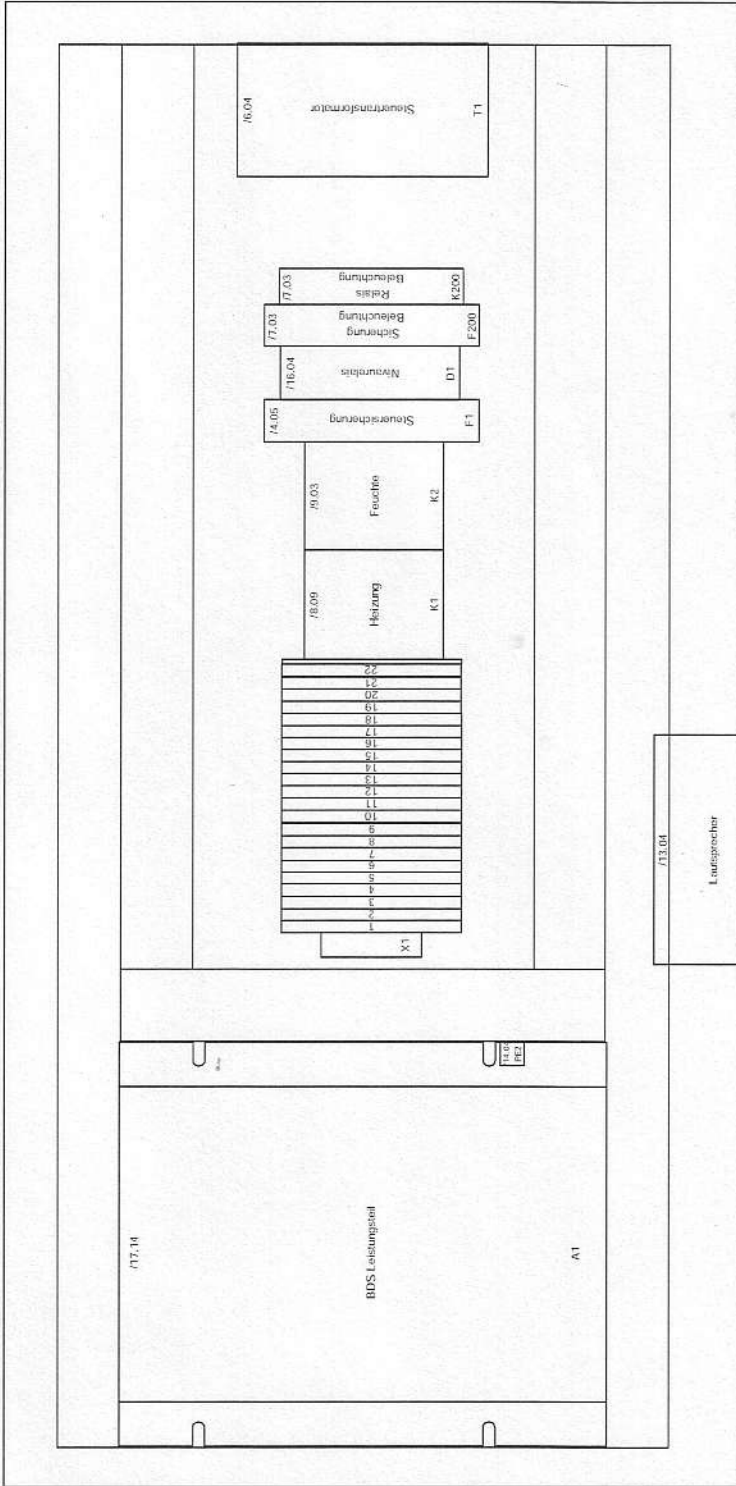 /6.04
Steuertransformator
T1
/7.03
Relais
Beleuchtung
K200
/7.03
Sicherung
Beleuchtung
F200
/16.04
Nivaurelais
D1
/4.05
Steuersicherung
F1
/9.03
Feuchte
K2
/8.09
Heizung
K1
22
21
20
19
18
17
16
15
14
13
12
11
10
9
8
7
6
5
4
3
2
1
X1
/13.04
Lautsprecher
14.04
PE2
/17.14
BDS Leistungsteil
A1